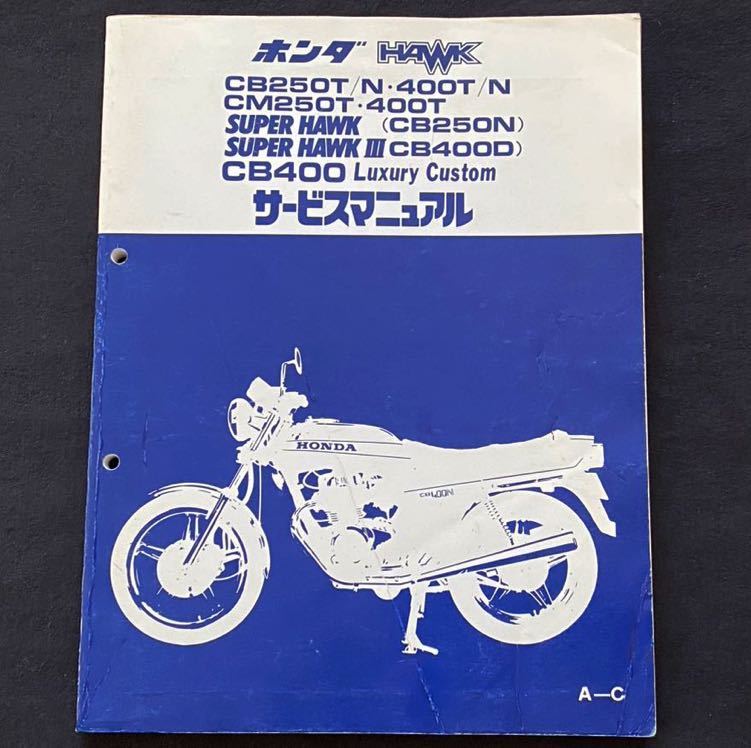 ホンダ HAWK
CB250T/N・400T/N
CM250T・400T
SUPER HAWK (CB250N)
SUPER HAWK III CB400D)
CB400 Luxury Custom
サービスマニュアル
HONDA
CB400N
A-C